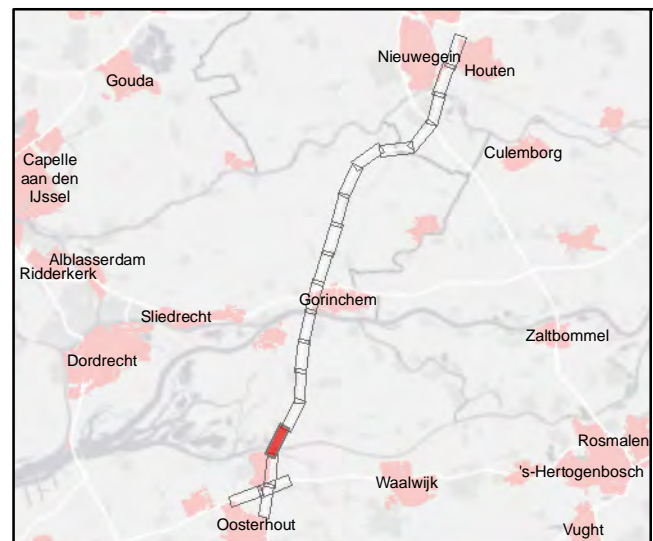 Nieuwegein
Houten
Gouda
Culemborg
Capelle
aan den
IJssel
Alblasserdam
Ridderkerk
Gorinchem
Sliedrecht
Zaltbommel
Dordrecht
Rosmalen
Waalwijk
's-Hertogenbosch
Oosterhout
Vught